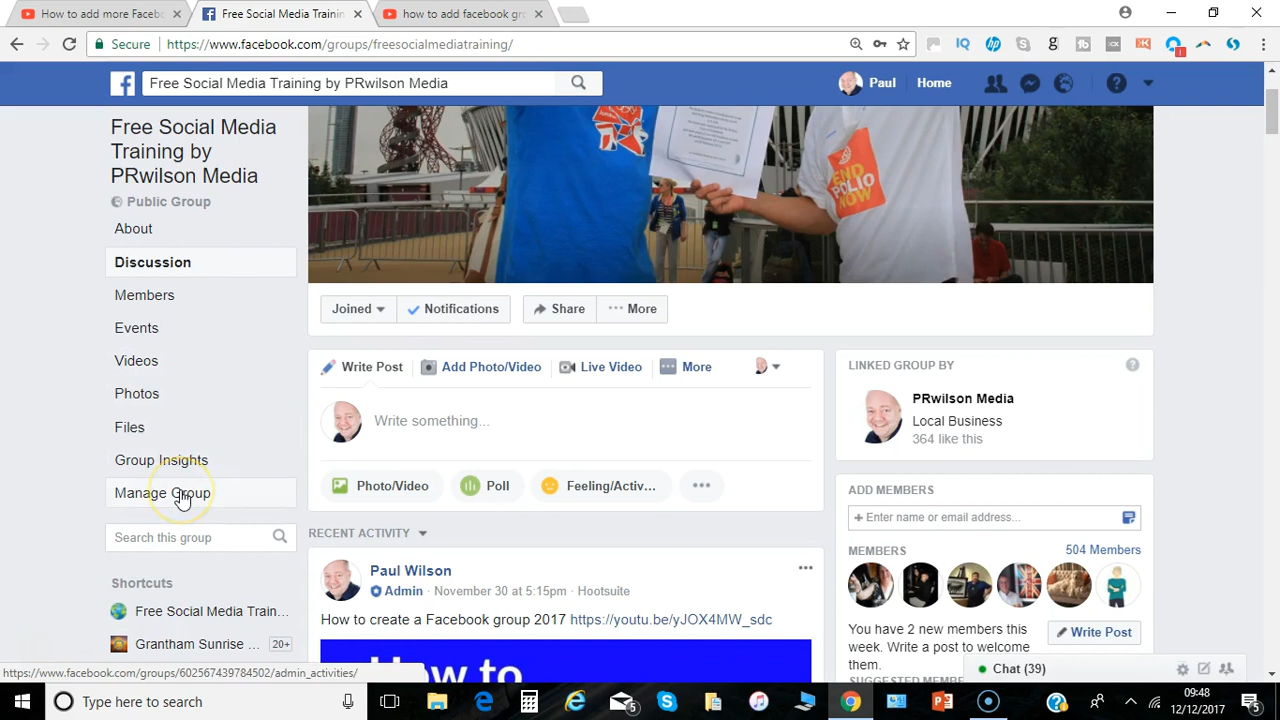 How to add more Faceb
Free Social Media Trainin
how to add facebook gr
Secure
https://www.facebook.com/groups/freesocialmediatraining/
Free Social Media Training by PRwilson Media
Paul
Home
Free Social Media
Training by
PRwilson Media
Public Group
About
Discussion
Members
Events
Videos
Photos
Files
Group Insights
Manage Group
Search this group
Shortcuts
Free Social Media Train...
Grantham Sunrise ...
20+
END
POLIO
NOW
Joined
Notifications
Share
More
Write Post
Add Photo/Video
Live Video
More
Write something...
Photo/Video
Poll
Feeling/Activ...
RECENT ACTIVITY
Paul Wilson
Admin · November 30 at 5:15pm · Hootsuite
How to create a Facebook group 2017 https://youtu.be/yJOX4MW_sdc
How to
LINKED GROUP BY
PRwilson Media
Local Business
364 like this
ADD MEMBERS
+ Enter name or email address...
MEMBERS
504 Members
You have 2 new members this
week. Write a post to welcome
them.
Write Post
SUGGESTED MEMBER
Chat (39)
https://www.facebook.com/groups/602567439784502/admin_activities/
Type here to search
5
09:48
12/12/2017
5